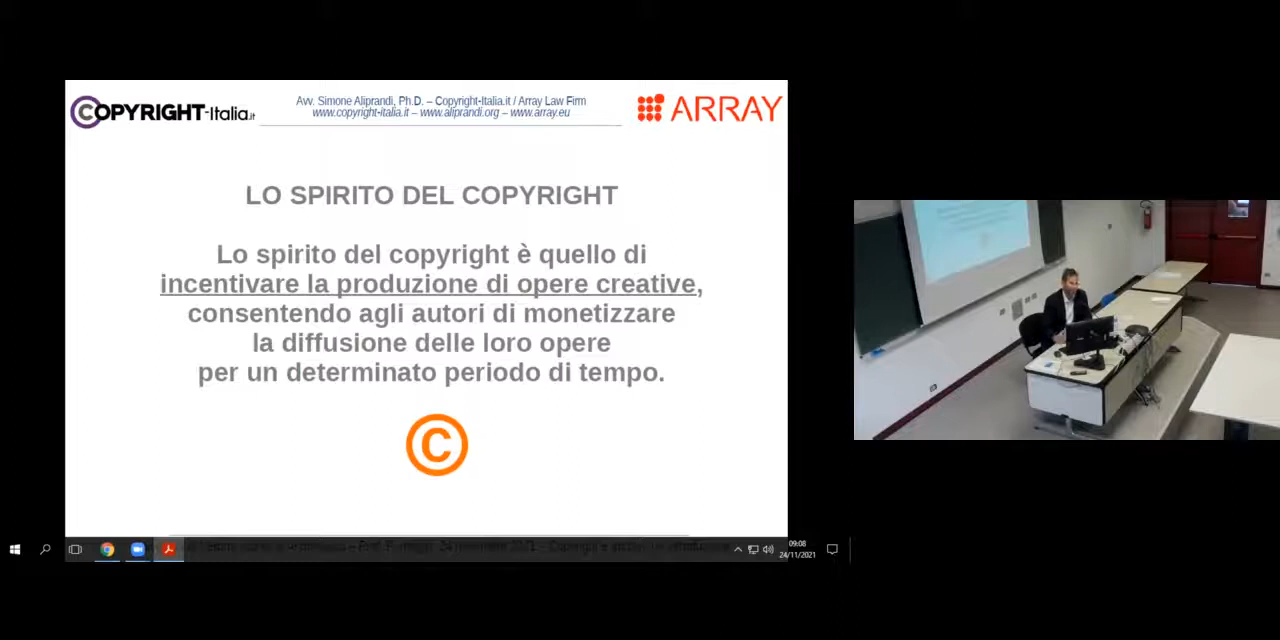 COPYRIGHT-Italia.it
Avv. Simone Aliprandi, Ph.D. – Copyright-Italia.it / Array Law Firm
www.copyright-italia.it – www.aliprandi.org – www.array.eu
ARRAY
LO SPIRITO DEL COPYRIGHT
Lo spirito del copyright è quello di
incentivare la produzione di opere creative,
consentendo agli autori di monetizzare
la diffusione delle loro opere
per un determinato periodo di tempo.
©
09:08
24/11/2021